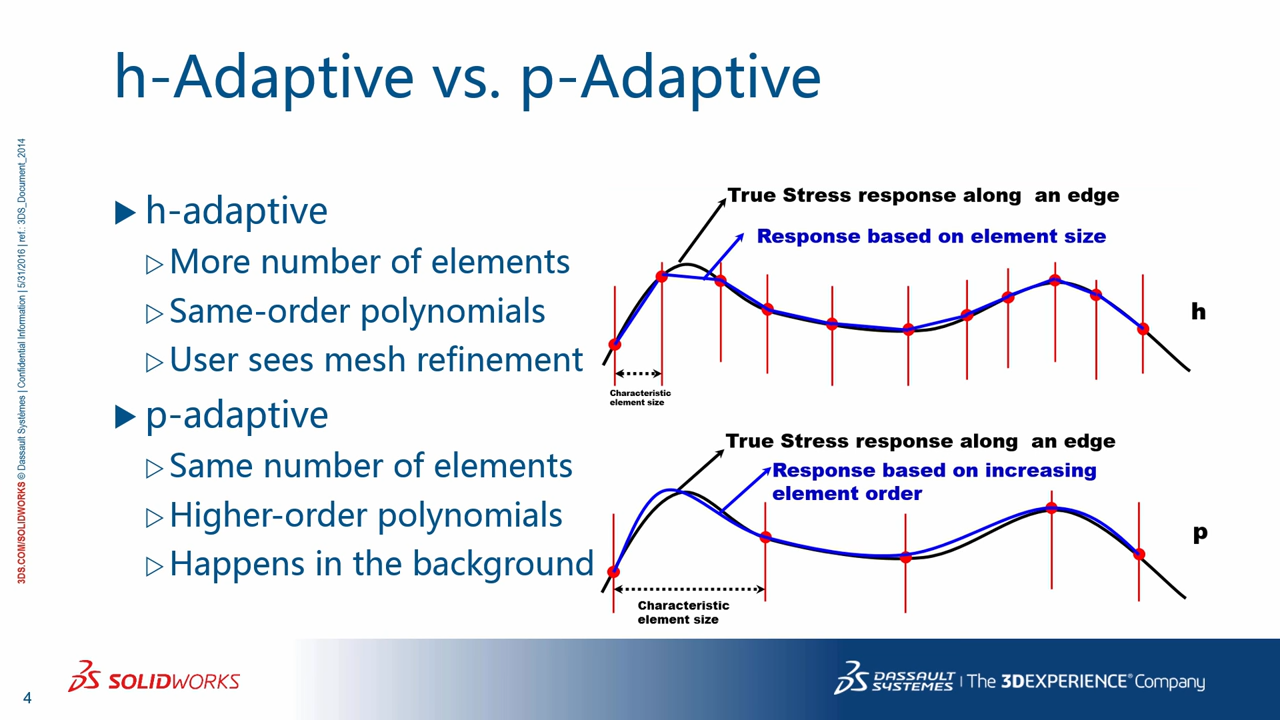 h-Adaptive vs. p-Adaptive
h-adaptive
More number of elements
Same-order polynomials
User sees mesh refinement
p-adaptive
Same number of elements
Higher-order polynomials
Happens in the background
True Stress response along an edge
Response based on element size
h
Characteristic
element size
True Stress response along an edge
Response based on increasing
element order
p
Characteristic
element size
3DS.COM/SOLIDWORKS © Dassault Systèmes | Confidential Information | 5/31/2016 | ref.: 3DS_Document_2014
4
SOLIDWORKS
DASSAULT
SYSTEMES | The 3DEXPERIENCE® Company